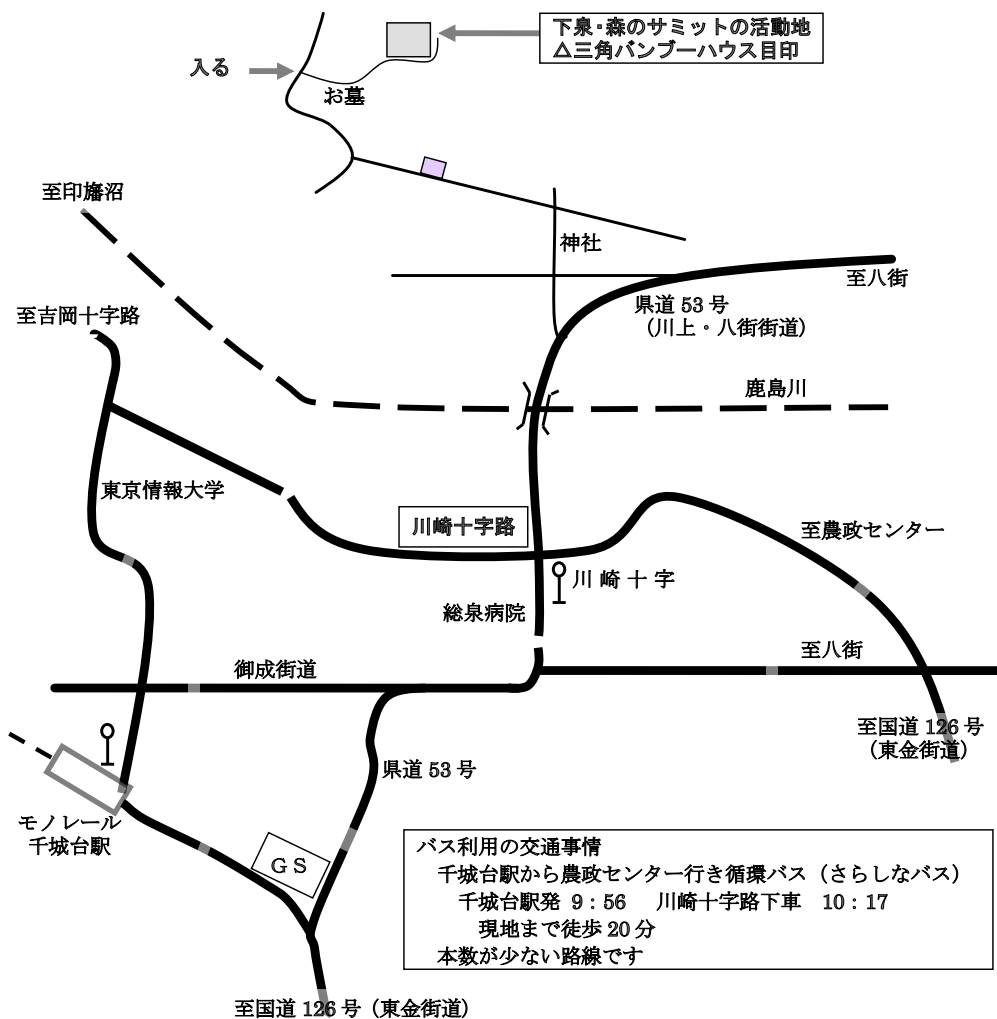 下泉・森のサミットの活動地
△三角バンブーハウス目印
入る
お墓
至印旛沼
神社
至八街
至吉岡十字路
県道 53 号
(川上・八街街道)
鹿島川
東京情報大学
川崎十字路
至農政センター
川 崎 十 字
総泉病院
至八街
御成街道
至国道 126 号
(東金街道)
県道 53 号
モノレール
千城台駅
ＧＳ
バス利用の交通事情
千城台駅から農政センター行き循環バス（さらしなバス）
千城台駅発 9：56　川崎十字路下車　10：17
現地まで徒歩 20 分
本数が少ない路線です
至国道 126 号（東金街道）